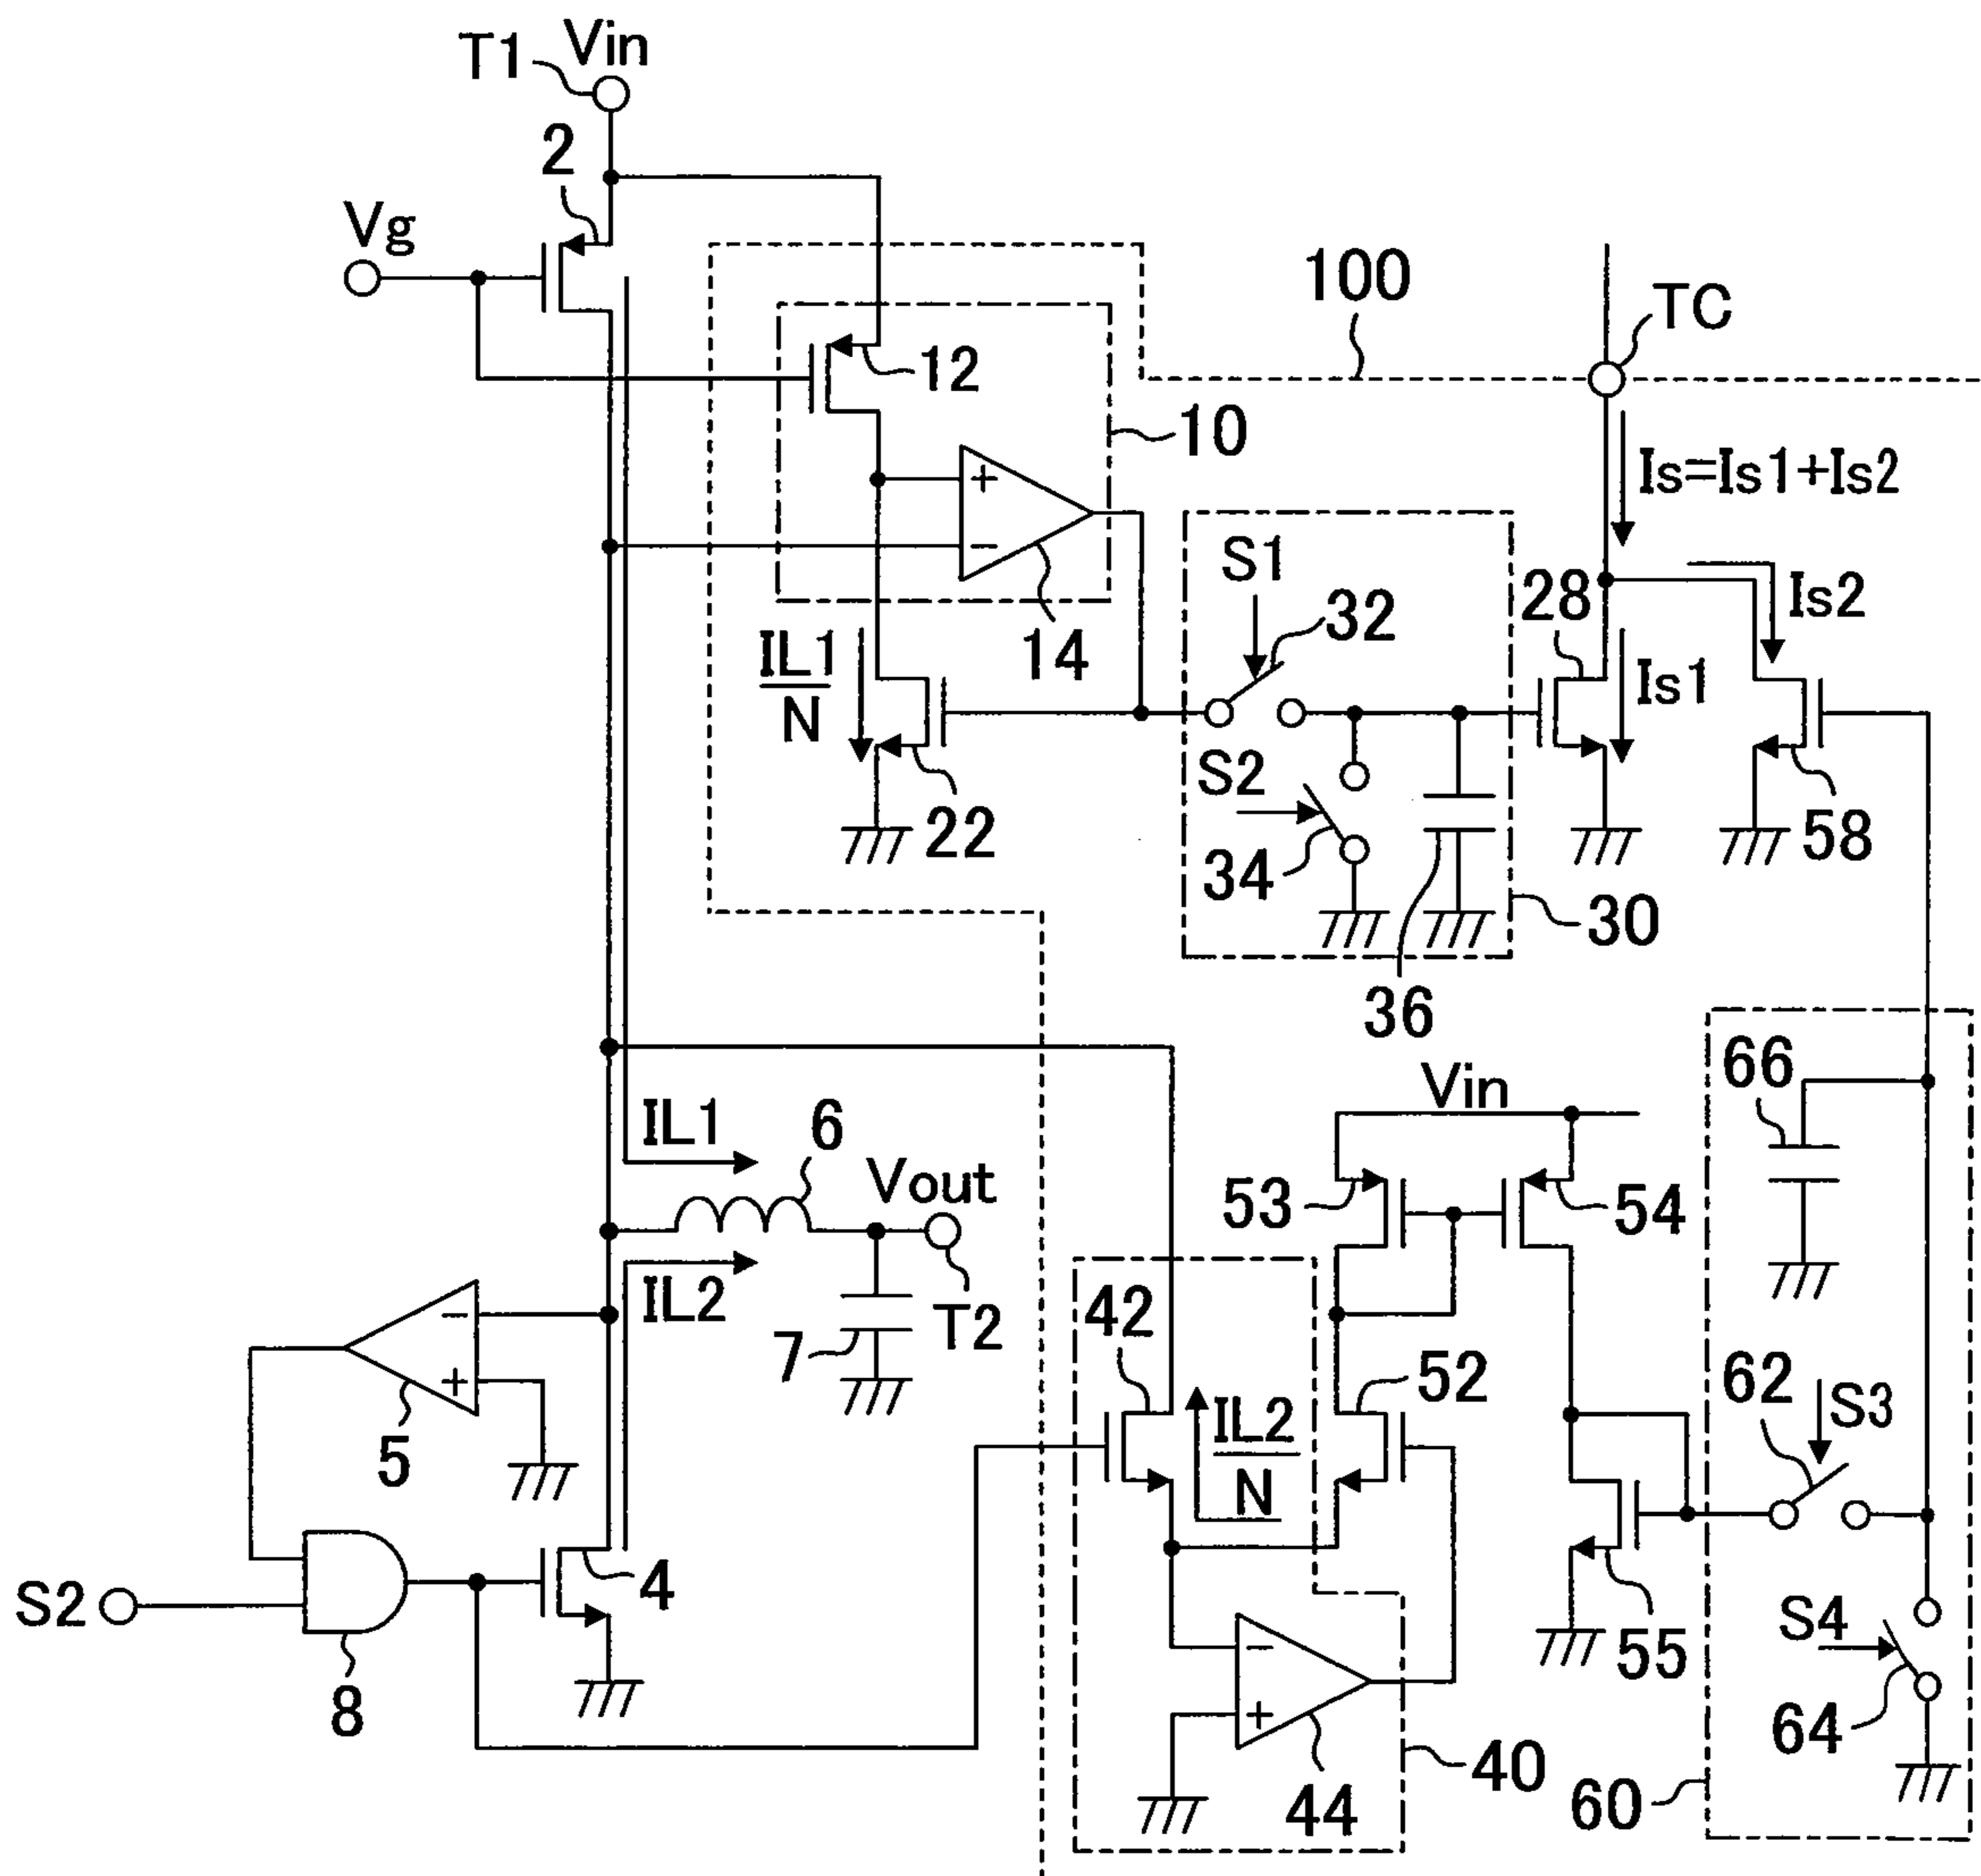 Vin
T1
2
Vg
100
TC
12
10
Is=Is1+Is2
+
−
S1
28
Is2
14
32
IL1
N
Is1
S2
22
34
58
30
36
66
Vin
IL1
6
Vout
53
54
IL2
T2
42
−
7
52
62
S3
+
5
IL2
N
S2
4
S4
55
−
8
+
64
40
44
60